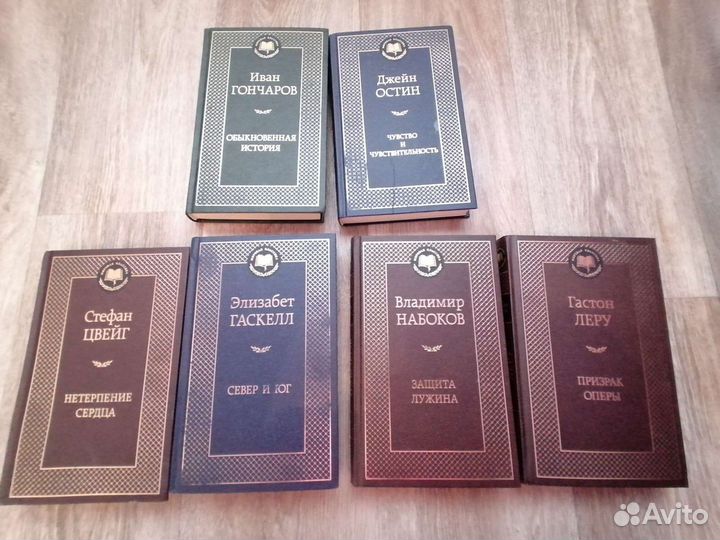 Иван
ГОНЧАРОВ
ОБЫКНОВЕННАЯ
ИСТОРИЯ
Джейн
ОСТИН
ЧУВСТВО
И
ЧУВСТВИТЕЛЬНОСТЬ
Стефан
ЦВЕЙГ
НЕТЕРПЕНИЕ
СЕРДЦА
Элизабет
ГАСКЕЛЛ
СЕВЕР И ЮГ
Владимир
НАБОКОВ
ЗАЩИТА
ЛУЖИНА
Гастон
ЛЕРУ
ПРИЗРАК
ОПЕРЫ
Avito